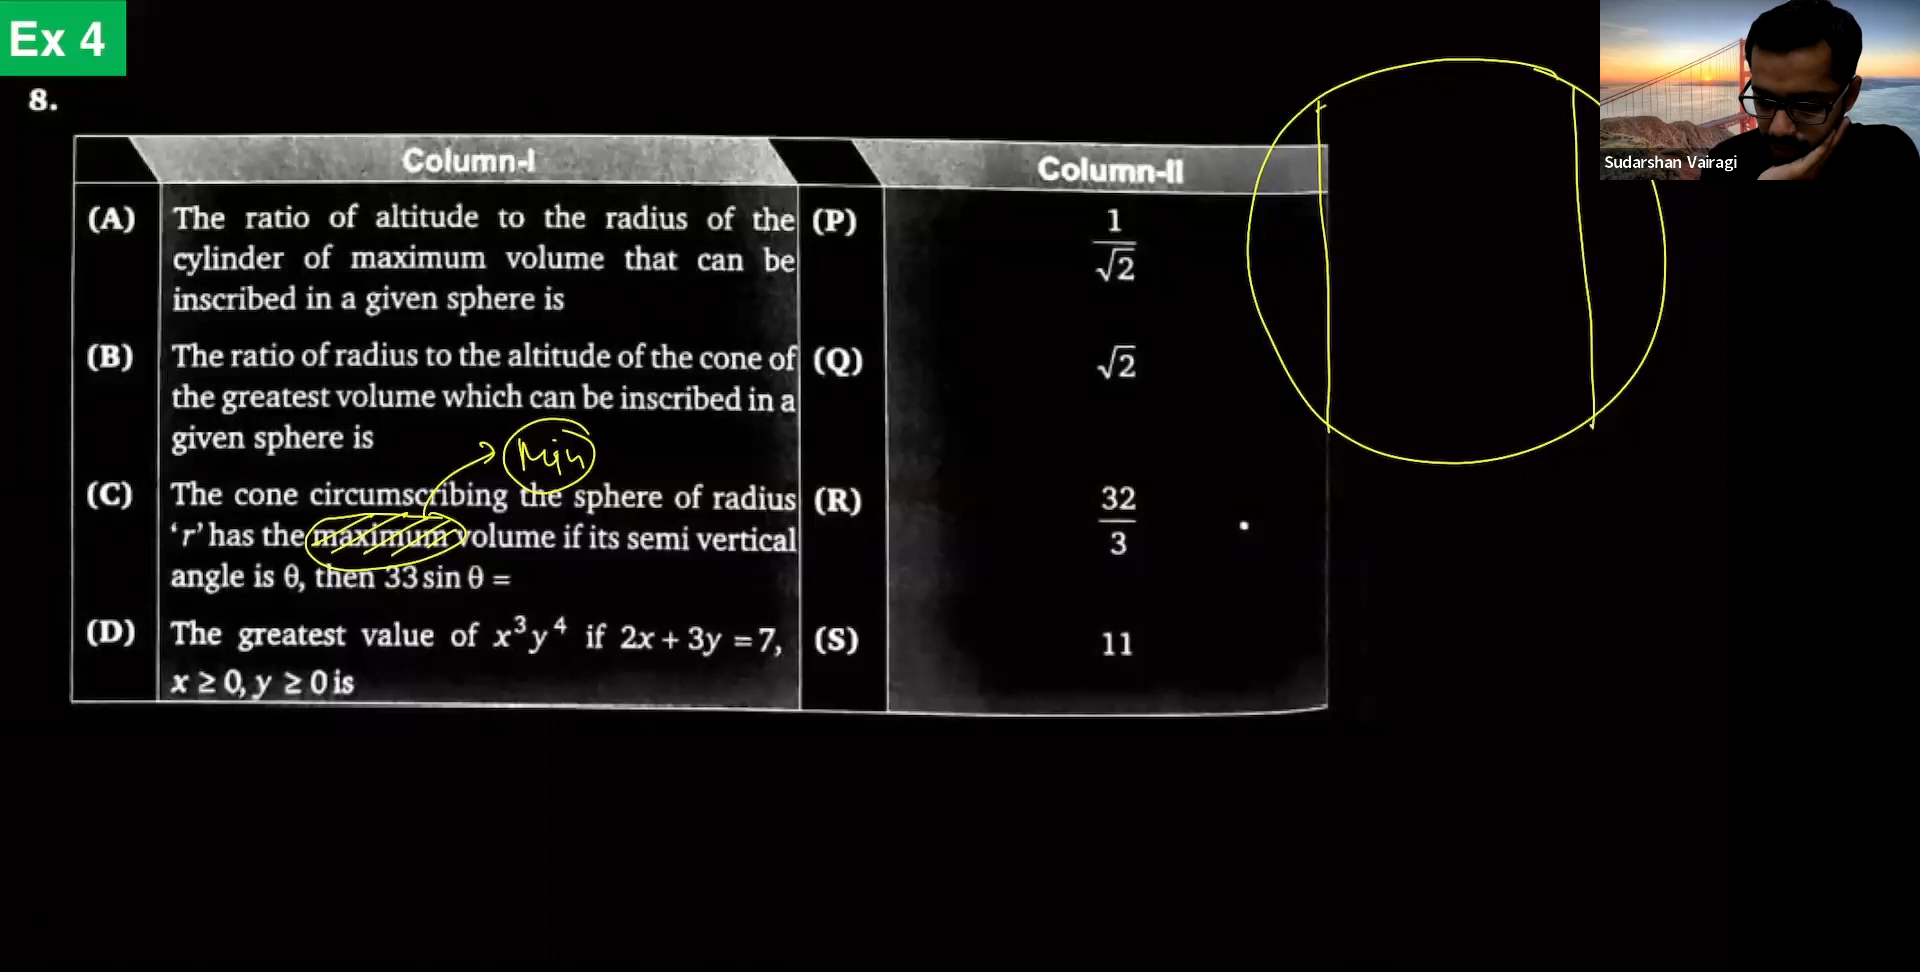 Ex 4
Sudarshan Vairagi
8.
Column-I
Column-II
(A) The ratio of altitude to the radius of the
cylinder of maximum volume that can be
inscribed in a given sphere is
(P) 1/√2
(B) The ratio of radius to the altitude of the cone of
the greatest volume which can be inscribed in a
given sphere is
(Q) √2
Min
(C) The cone circumscribing the sphere of radius
‘r’ has the maximum volume if its semi vertical
angle is θ, then 33 sin θ =
(R) 32/3
(D) The greatest value of x³y⁴ if 2x + 3y = 7,
x ≥ 0, y ≥ 0 is
(S) 11